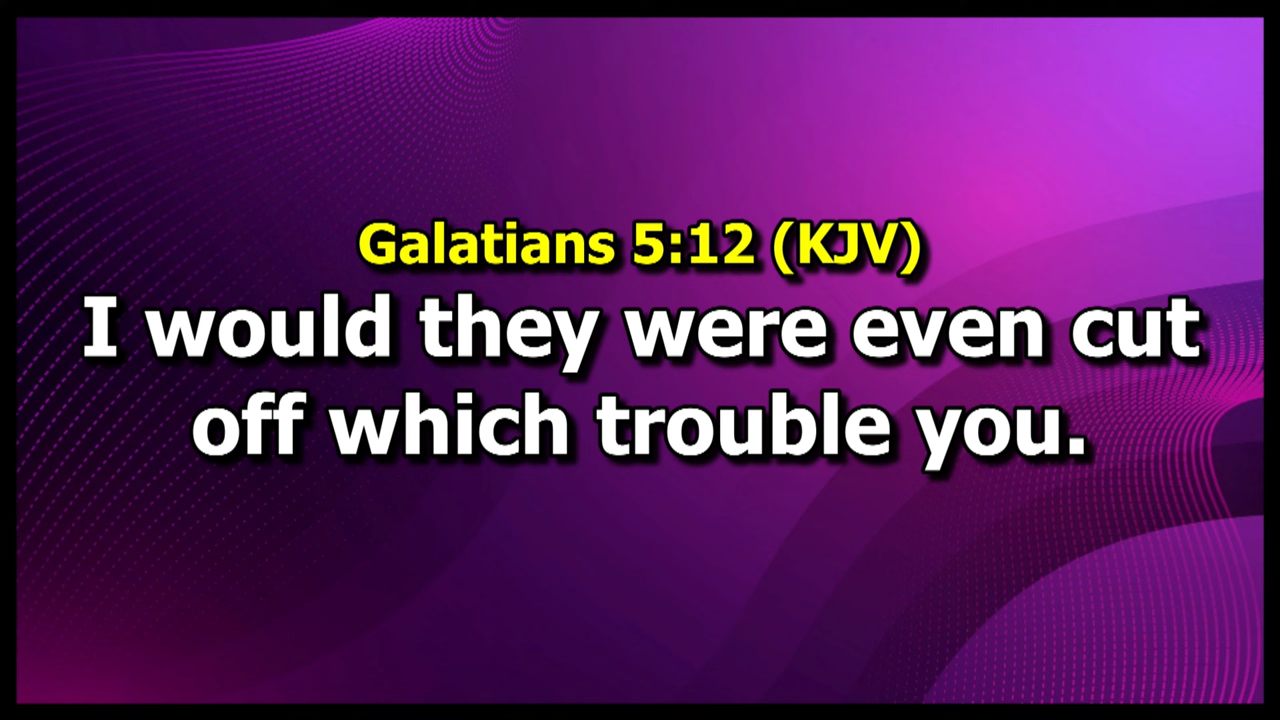 Galatians 5:12 (KJV)
I would they were even cut
off which trouble you.